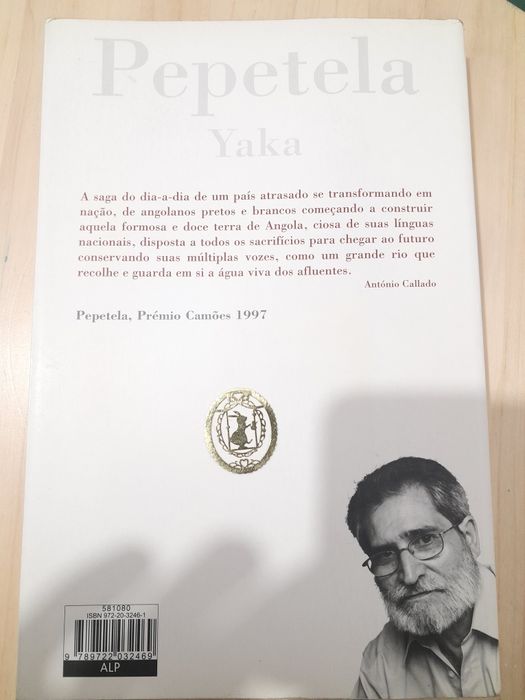 Pepetela
Yaka
A saga do dia-a-dia de um país atrasado se transformando em
nação, de angolanos pretos e brancos começando a construir
aquela formosa e doce terra de Angola, ciosa de suas línguas
nacionais, disposta a todos os sacrifícios para chegar ao futuro
conservando suas múltiplas vozes, como um grande rio que
recolhe e guarda em si a água viva dos afluentes.
António Callado
Pepetela, Prémio Camões 1997
581080
ISBN 972-20-3246-1
9 789722 032469
ALP